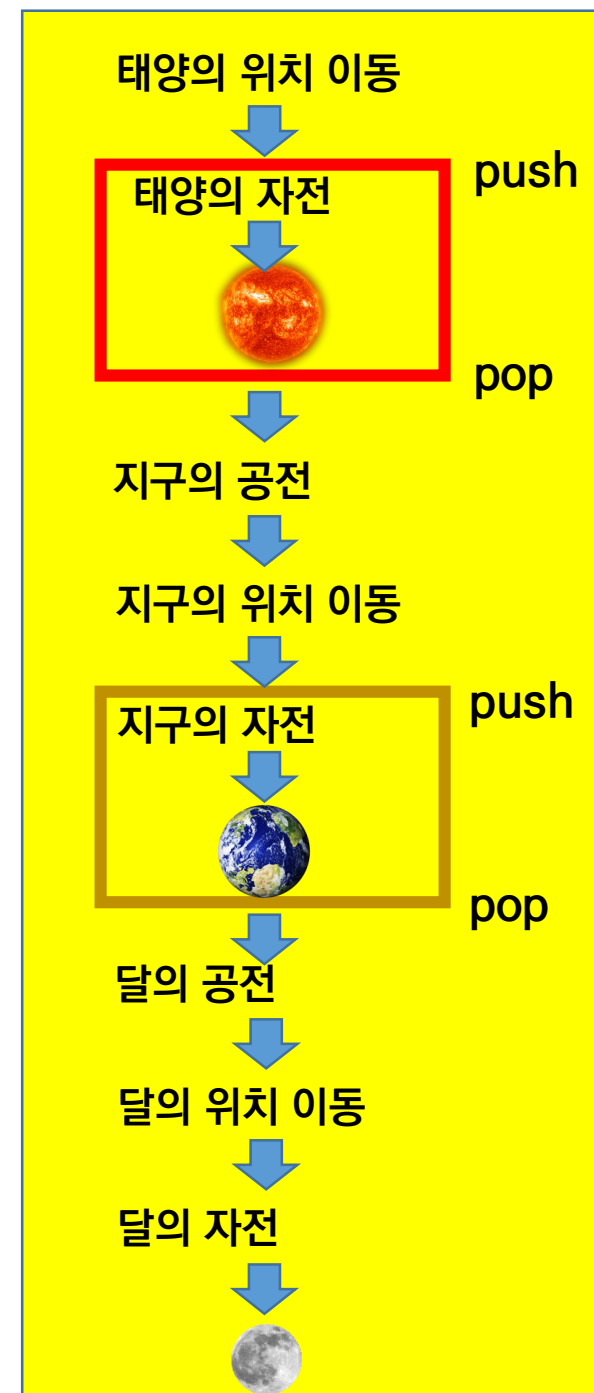 태양의 위치 이동
push
태양의 자전
pop
지구의 공전
지구의 위치 이동
push
지구의 자전
pop
달의 공전
달의 위치 이동
달의 자전